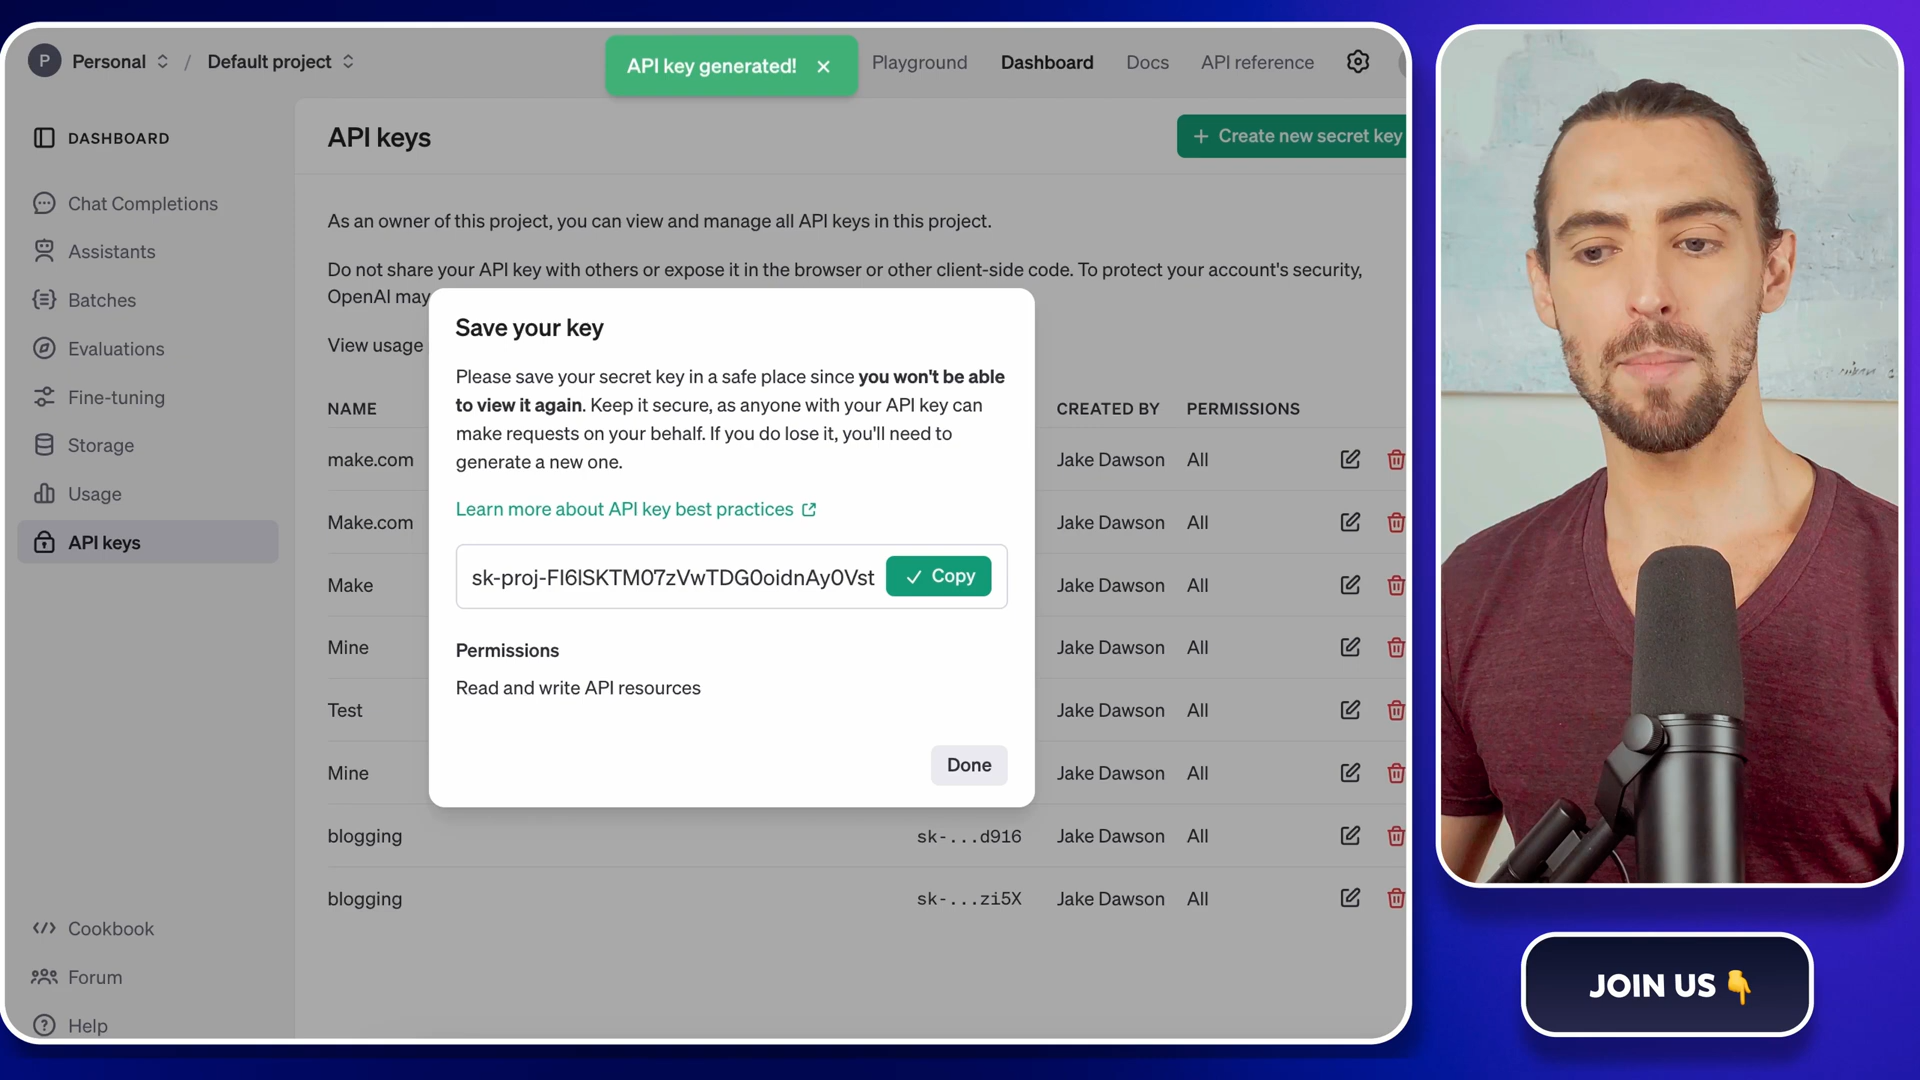 P Personal / Default project
API key generated! ×
Playground Dashboard Docs API reference
DASHBOARD
Chat Completions
Assistants
Batches
Evaluations
Fine-tuning
Storage
Usage
API keys
Cookbook
Forum
Help
API keys
+ Create new secret key
As an owner of this project, you can view and manage all API keys in this project.
Do not share your API key with others or expose it in the browser or other client-side code. To protect your account's security,
OpenAI may
View usage
NAME CREATED BY PERMISSIONS
make.com Jake Dawson All
Make.com Jake Dawson All
Make Jake Dawson All
Mine Jake Dawson All
Test Jake Dawson All
Mine Jake Dawson All
blogging sk-...d916 Jake Dawson All
blogging sk-...zi5X Jake Dawson All
Save your key
Please save your secret key in a safe place since you won't be able
to view it again. Keep it secure, as anyone with your API key can
make requests on your behalf. If you do lose it, you'll need to
generate a new one.
Learn more about API key best practices
sk-proj-FI6lSKTM07zVwTDG0oidnAy0Vst Copy
Permissions
Read and write API resources
Done
JOIN US 👇